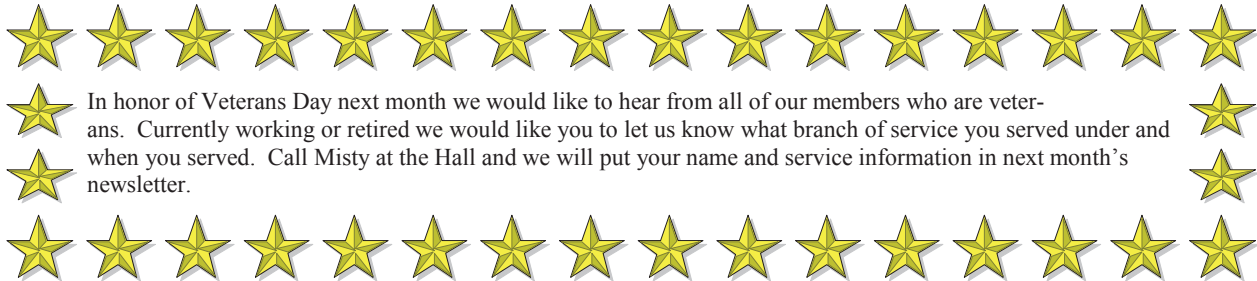 In honor of Veterans Day next month we would like to hear from all of our members who are veter-
ans.  Currently working or retired we would like you to let us know what branch of service you served under and
when you served.  Call Misty at the Hall and we will put your name and service information in next month’s
newsletter.